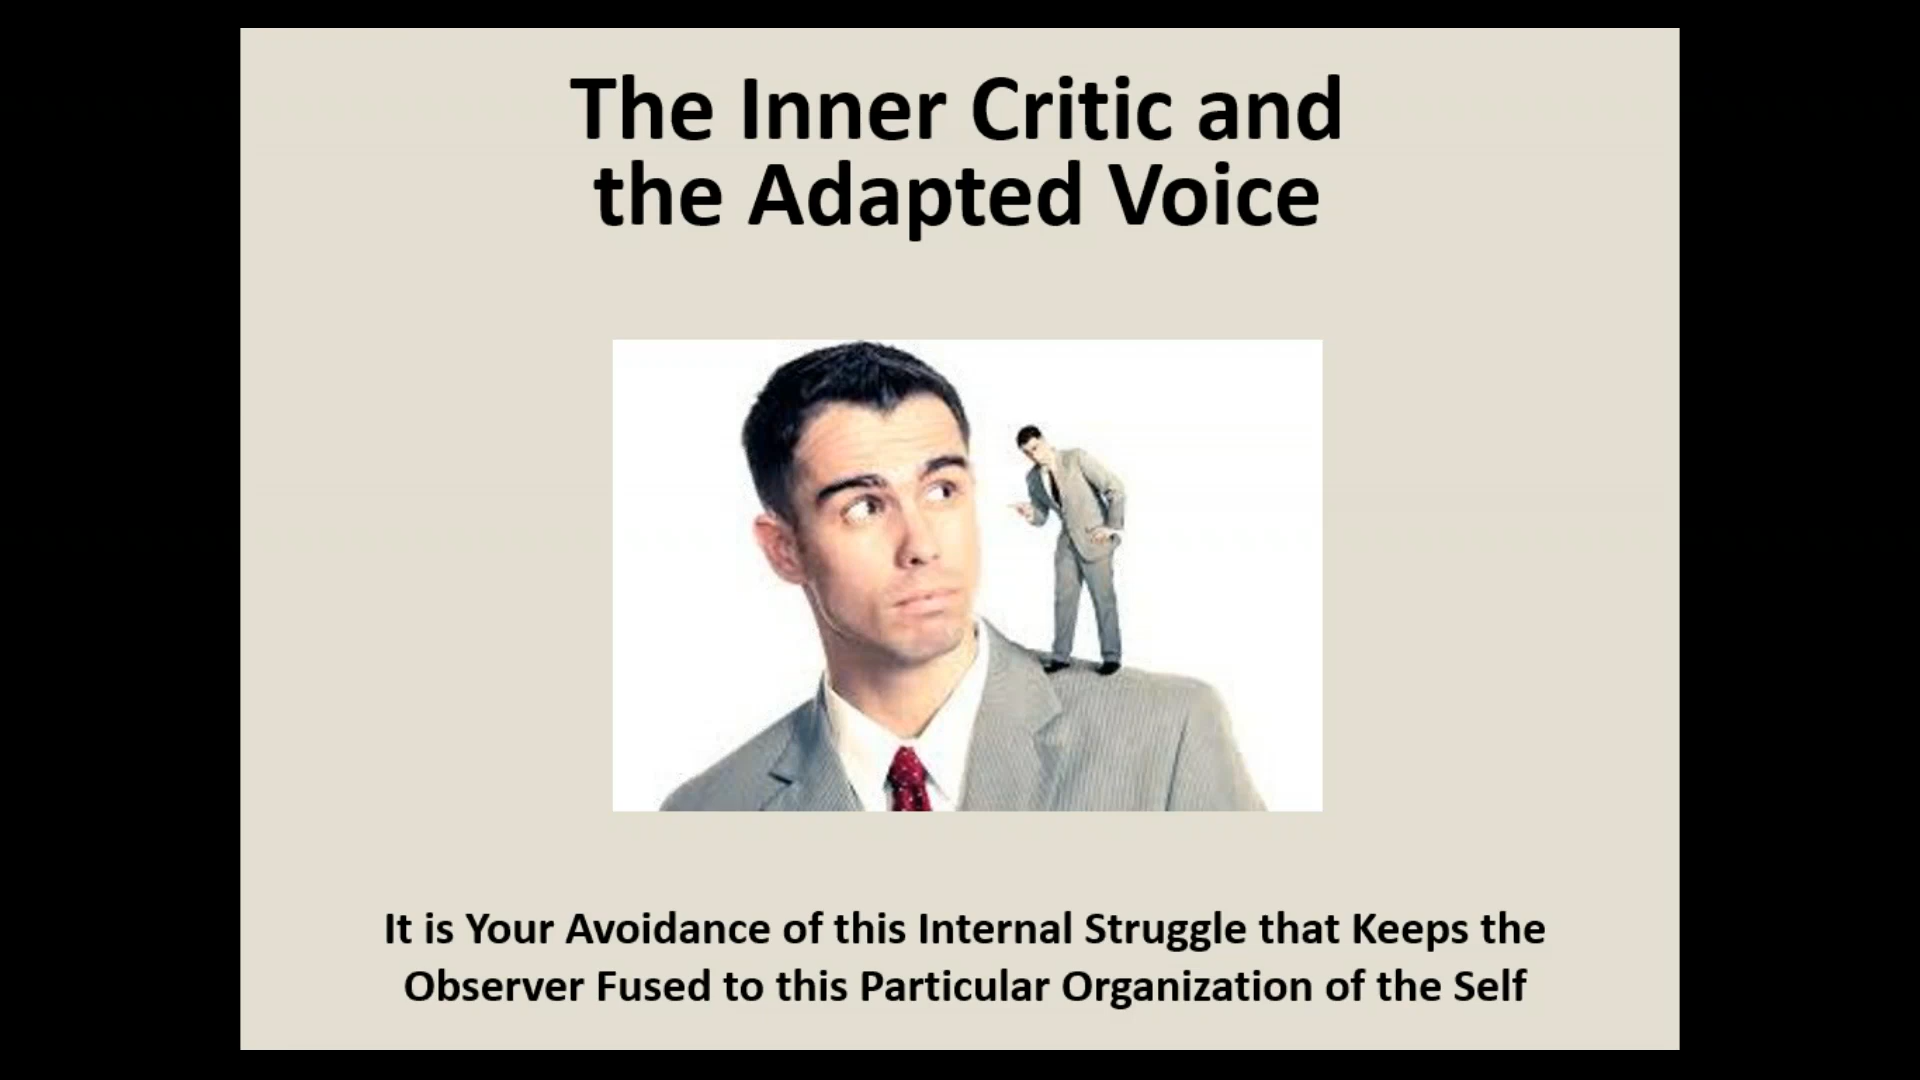 The Inner Critic and
the Adapted Voice
It is Your Avoidance of this Internal Struggle that Keeps the
Observer Fused to this Particular Organization of the Self